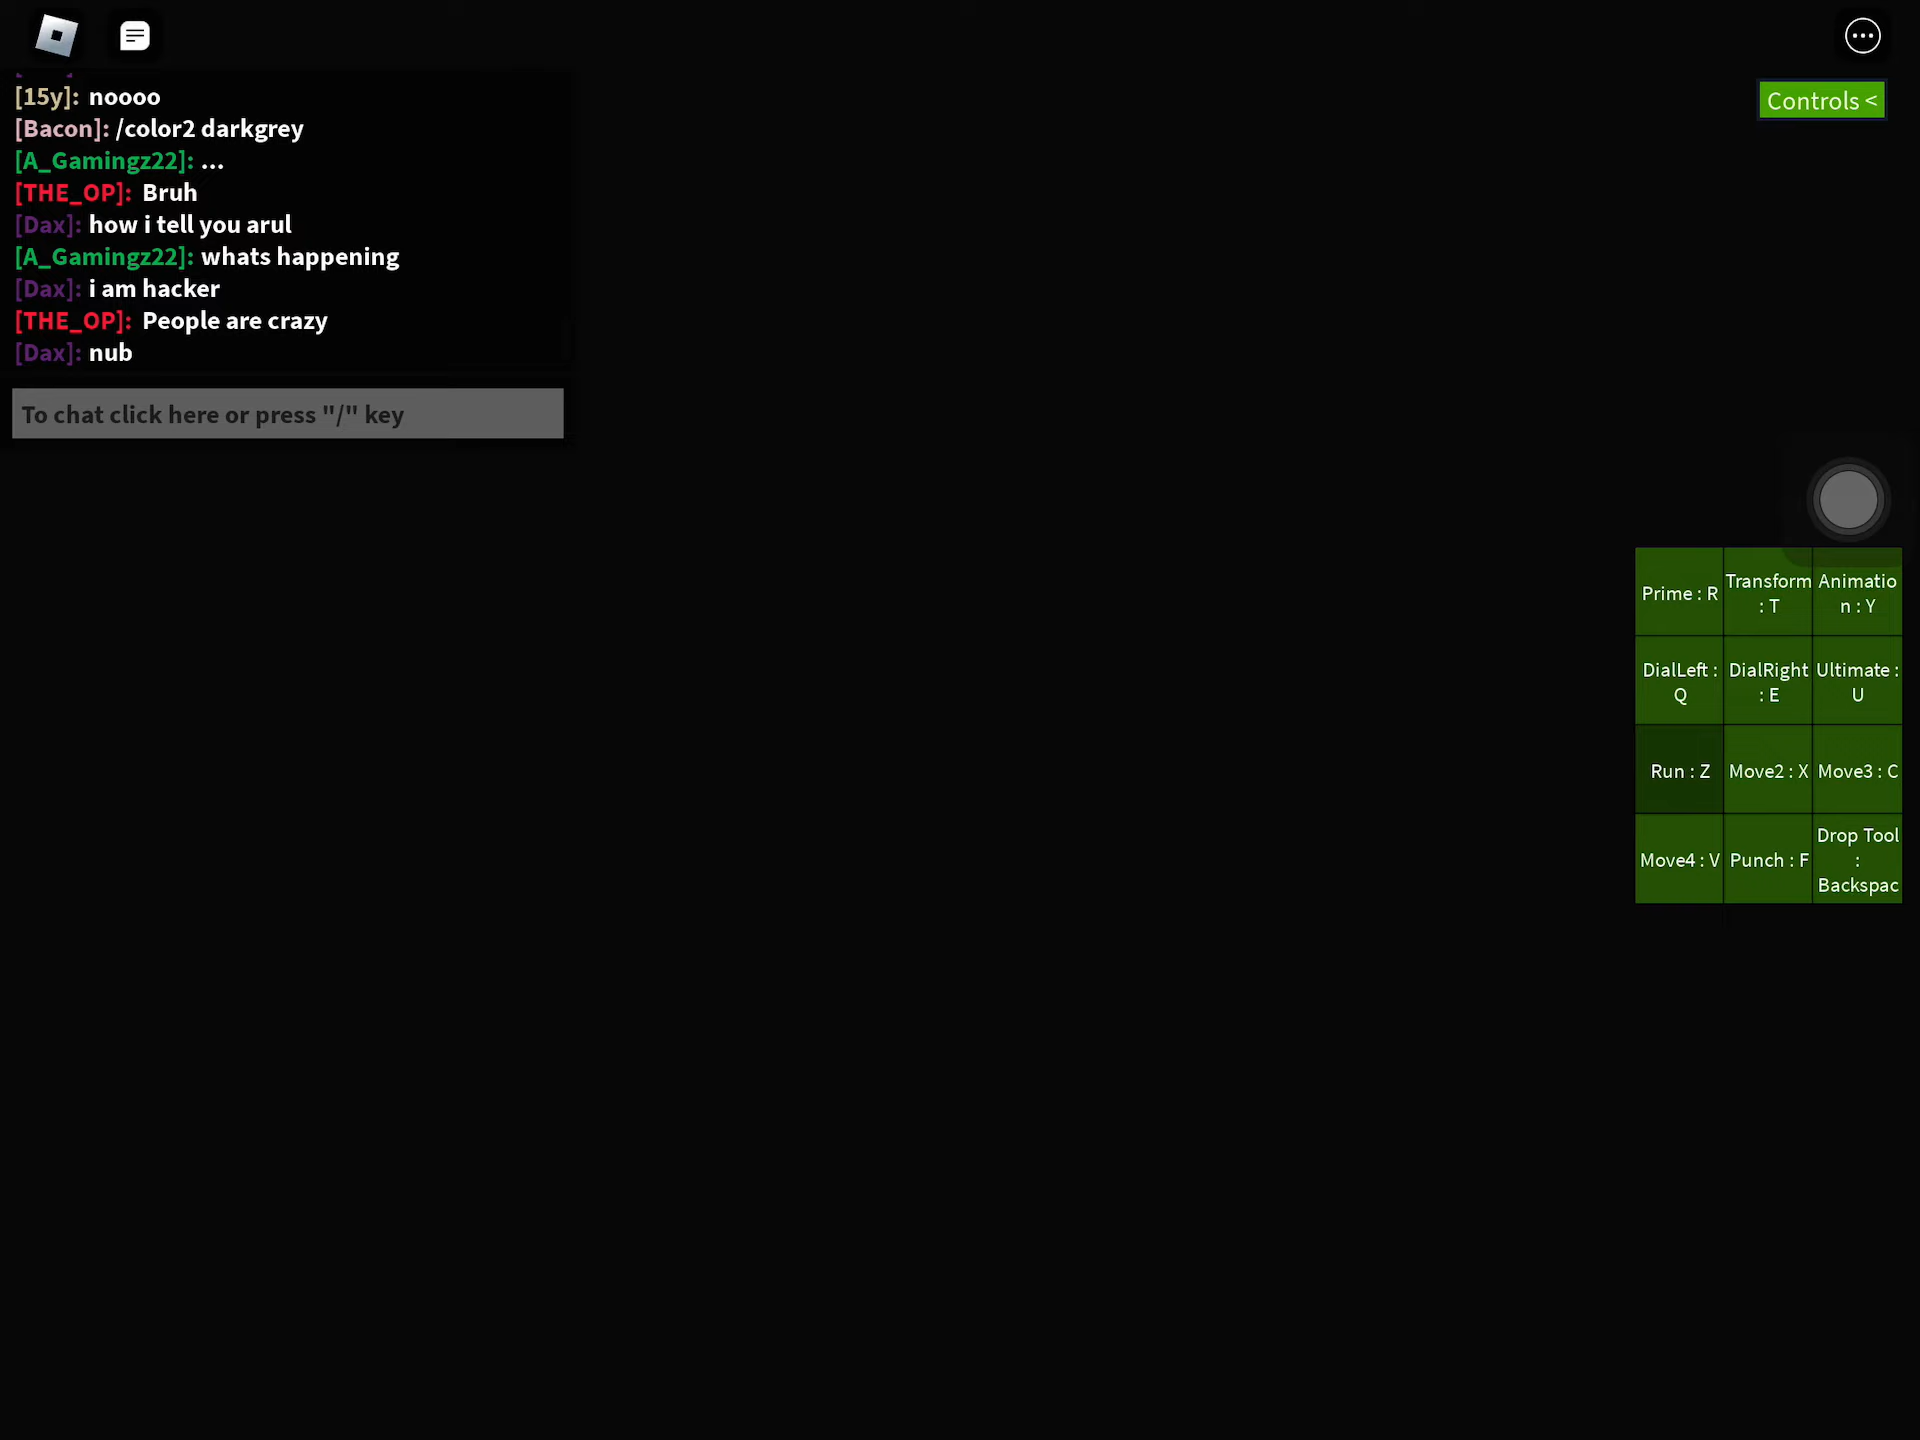 [15y]: noooo
[Bacon]: /color2 darkgrey
[A_Gamingz22]: ...
[THE_OP]: Bruh
[Dax]: how i tell you arul
[A_Gamingz22]: whats happening
[Dax]: i am hacker
[THE_OP]: People are crazy
[Dax]: nub
To chat click here or press "/" key
Controls <
Prime : R
Transform
: T
Animatio
n : Y
DialLeft :
Q
DialRight
: E
Ultimate :
U
Run : Z
Move2 : X
Move3 : C
Move4 : V
Punch : F
Drop Tool
:
Backspac